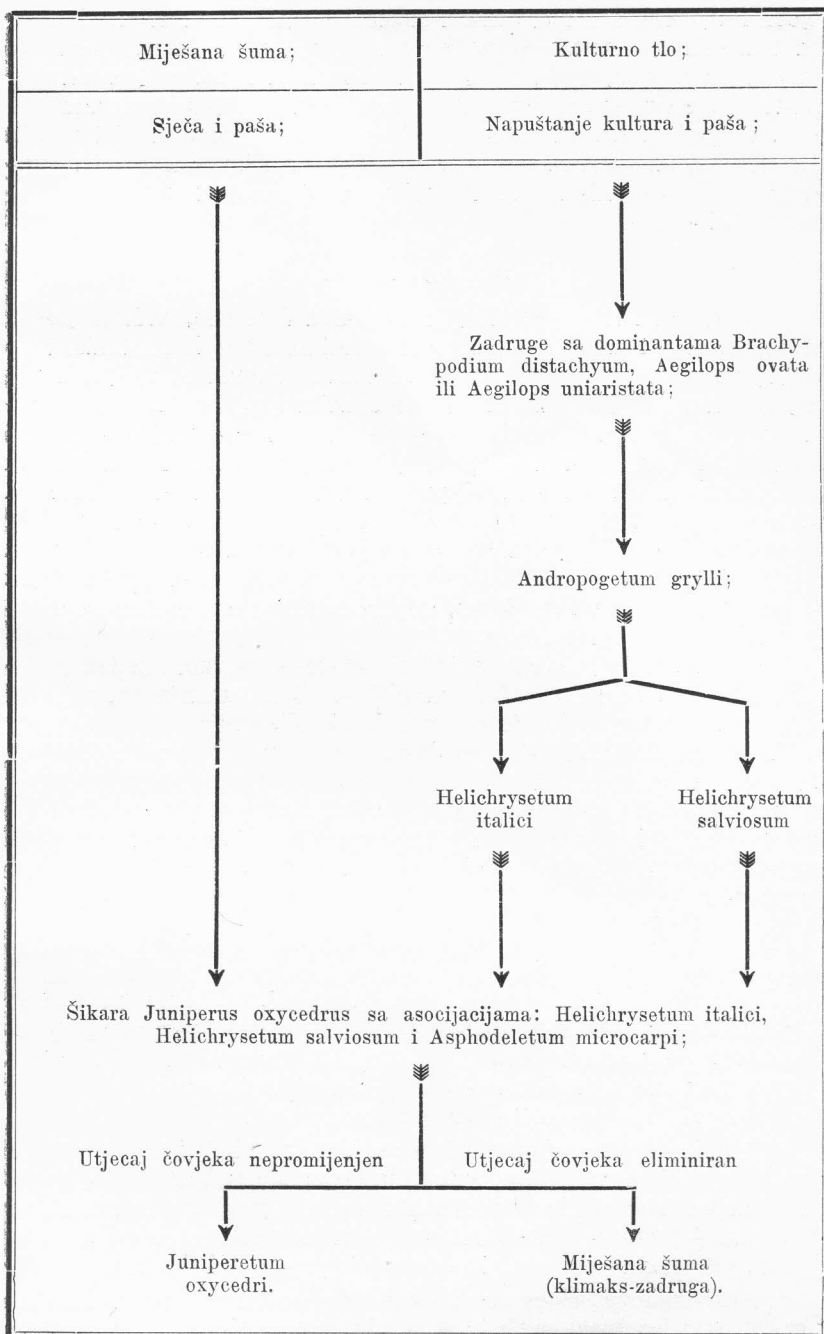 Miješana šuma;
Kulturno tlo;
Sječa i paša;
Napuštanje kultura i paša;
Zadruge sa dominantama Brachy-
podium distachyum, Aegilops ovata
ili Aegilops uniaristata;
Andropogetum grylli;
Helichrysetum
italici
Helichrysetum
salviosum
Šikara Juniperus oxycedrus sa asocijacijama: Helichrysetum italici,
Helichrysetum salviosum i Asphodeletum microcarpi;
Utjecaj čovjeka nepromijenjen
Utjecaj čovjeka eliminiran
Juniperetum
oxycedri.
Miješana šuma
(klimaks-zadruga).